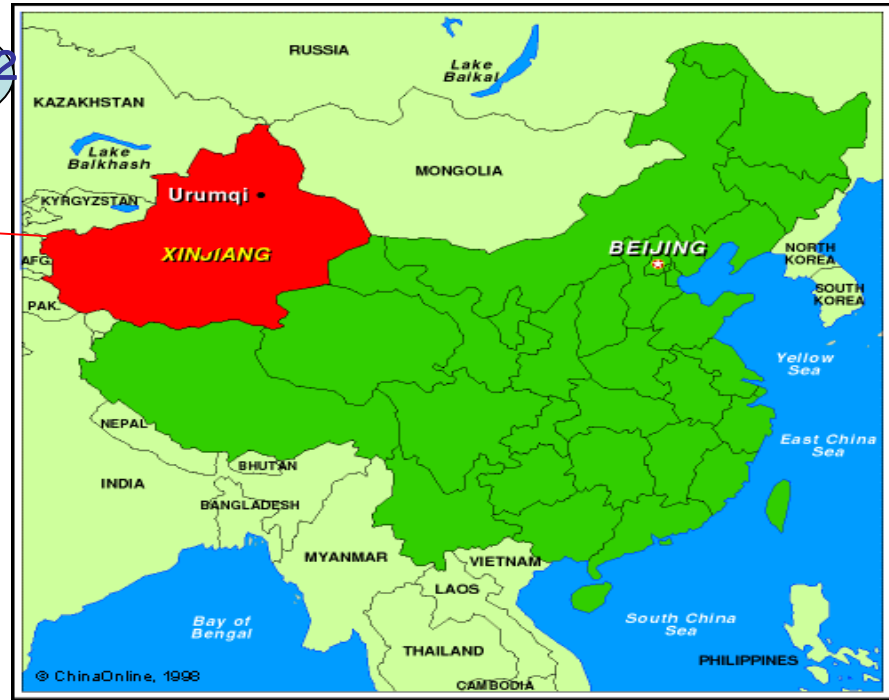 2
RUSSIA
Lake
Baikal
KAZAKHSTAN
Lake
Balkhash
MONGOLIA
KYRGYZSTAN
Urumqi
BEIJING
XINJIANG
NORTH
KOREA
AFG.
SOUTH
KOREA
PAK.
Yellow
Sea
NEPAL
East China
Sea
BHUTAN
INDIA
BANGLADESH
MYANMAR
VIETNAM
LAOS
Bay of
Bengal
South China
Sea
THAILAND
PHILIPPINES
© ChinaOnline, 1998
CAMBODIA